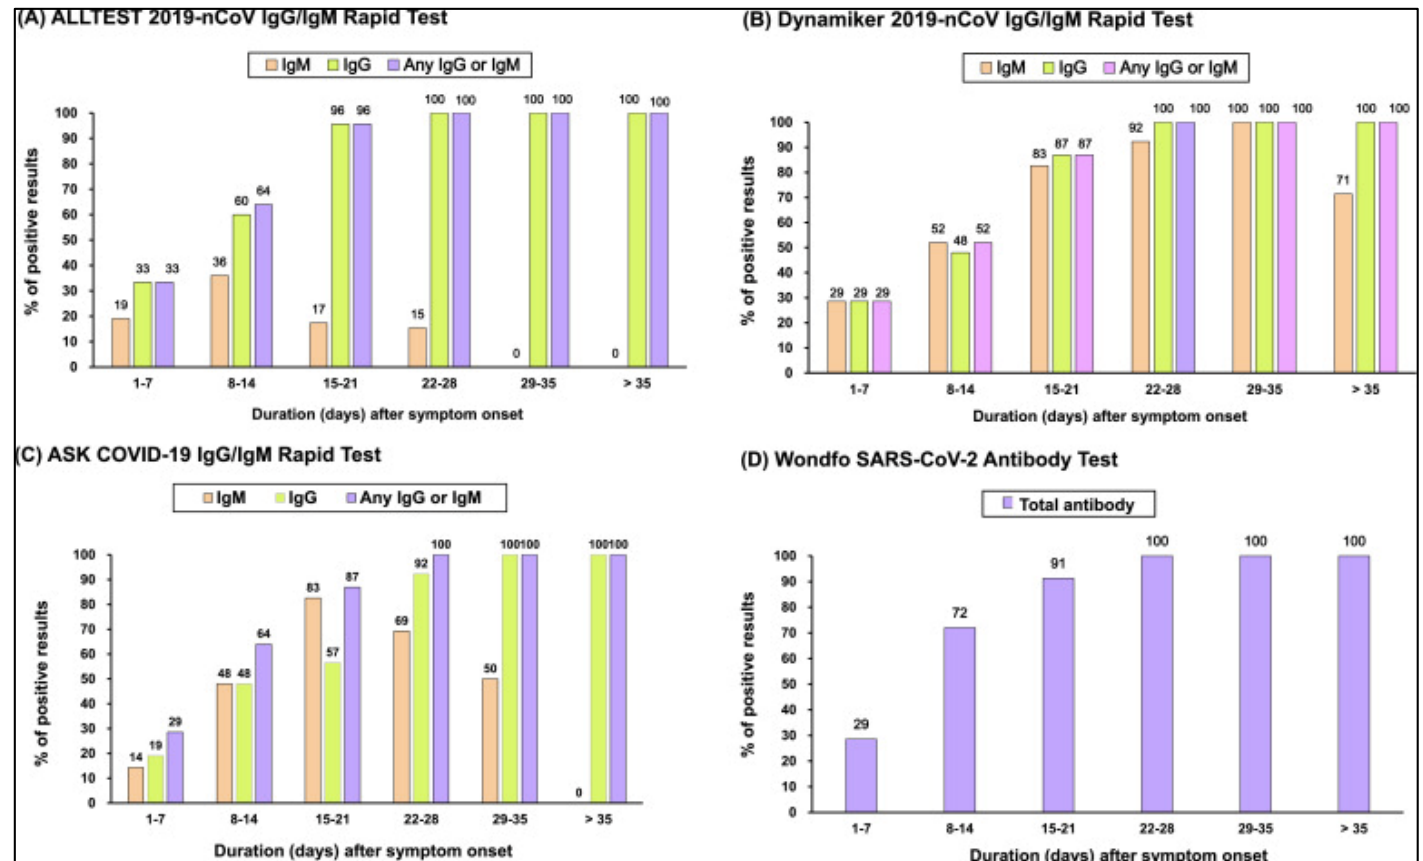 (A) ALLTEST 2019-nCoV IgG/IgM Rapid Test
IgM IgG Any IgG or IgM
% of positive results
100
90
80
70
60
50
40
30
20
10
0
19 33 33
36 60 64
17 96 96
15 100 100
0 100 100
0 100 100
1-7 8-14 15-21 22-28 29-35 > 35
Duration (days) after symptom onset
(B) Dynamiker 2019-nCoV IgG/IgM Rapid Test
IgM IgG Any IgG or IgM
% of positive results
100
90
80
70
60
50
40
30
20
10
0
29 29 29
52 48 52
83 87 87
92 100 100
100 100 100
71 100 100
1-7 8-14 15-21 22-28 29-35 > 35
Duration (days) after symptom onset
(C) ASK COVID-19 IgG/IgM Rapid Test
IgM IgG Any IgG or IgM
% of positive results
100
90
80
70
60
50
40
30
20
10
0
14 19 29
48 48 64
83 57 87
69 92 100
50 100 100
0 100 100
1-7 8-14 15-21 22-28 29-35 > 35
Duration (days) after symptom onset
(D) Wondfo SARS-CoV-2 Antibody Test
Total antibody
% of positive results
100
90
80
70
60
50
40
30
20
10
0
29 72 91 100 100 100
1-7 8-14 15-21 22-28 29-35 > 35
Duration (days) after symptom onset